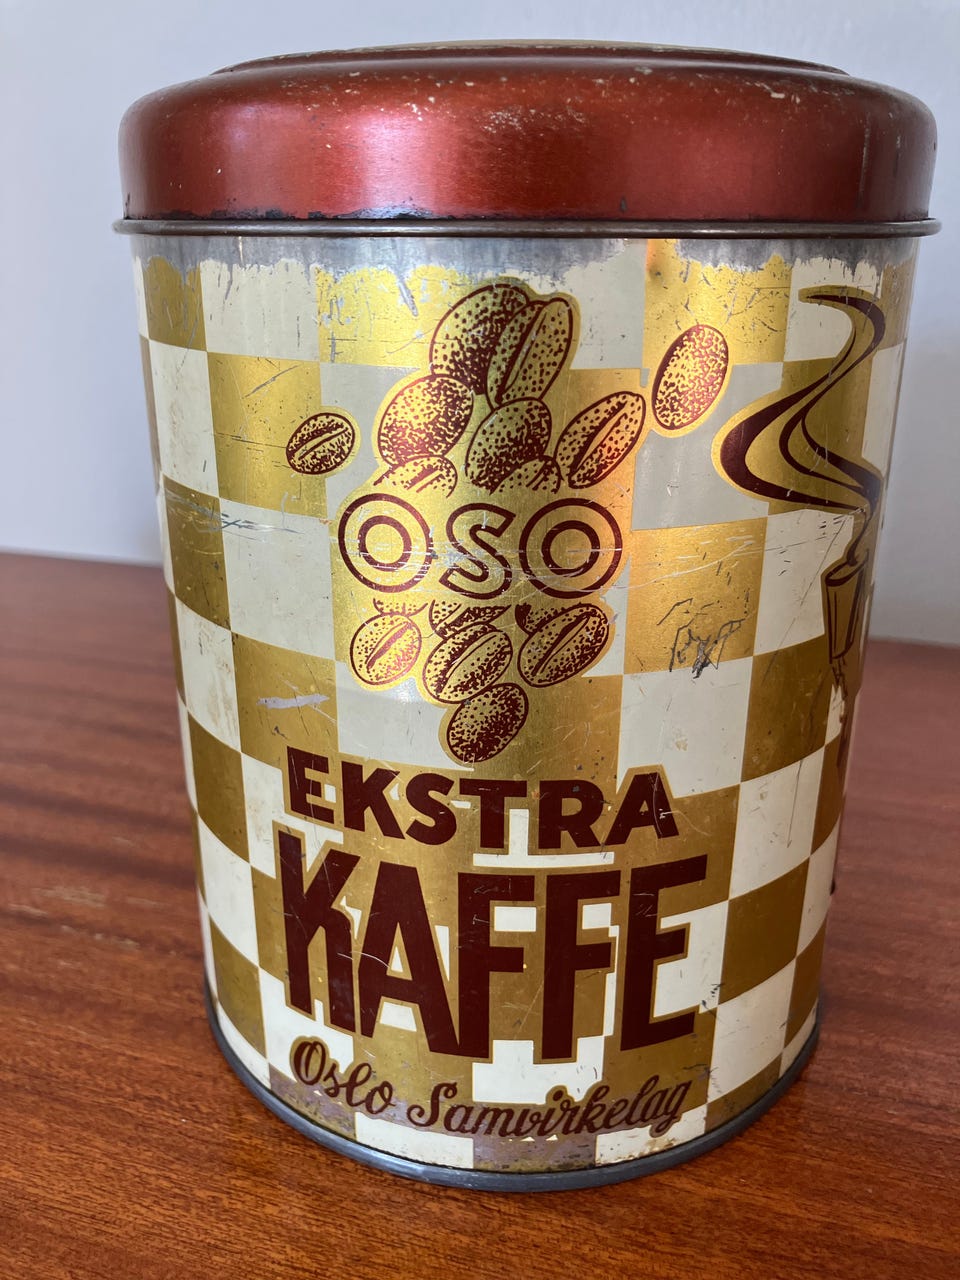 OSO
EKSTRA
KAFFE
Oslo Samvirkelag